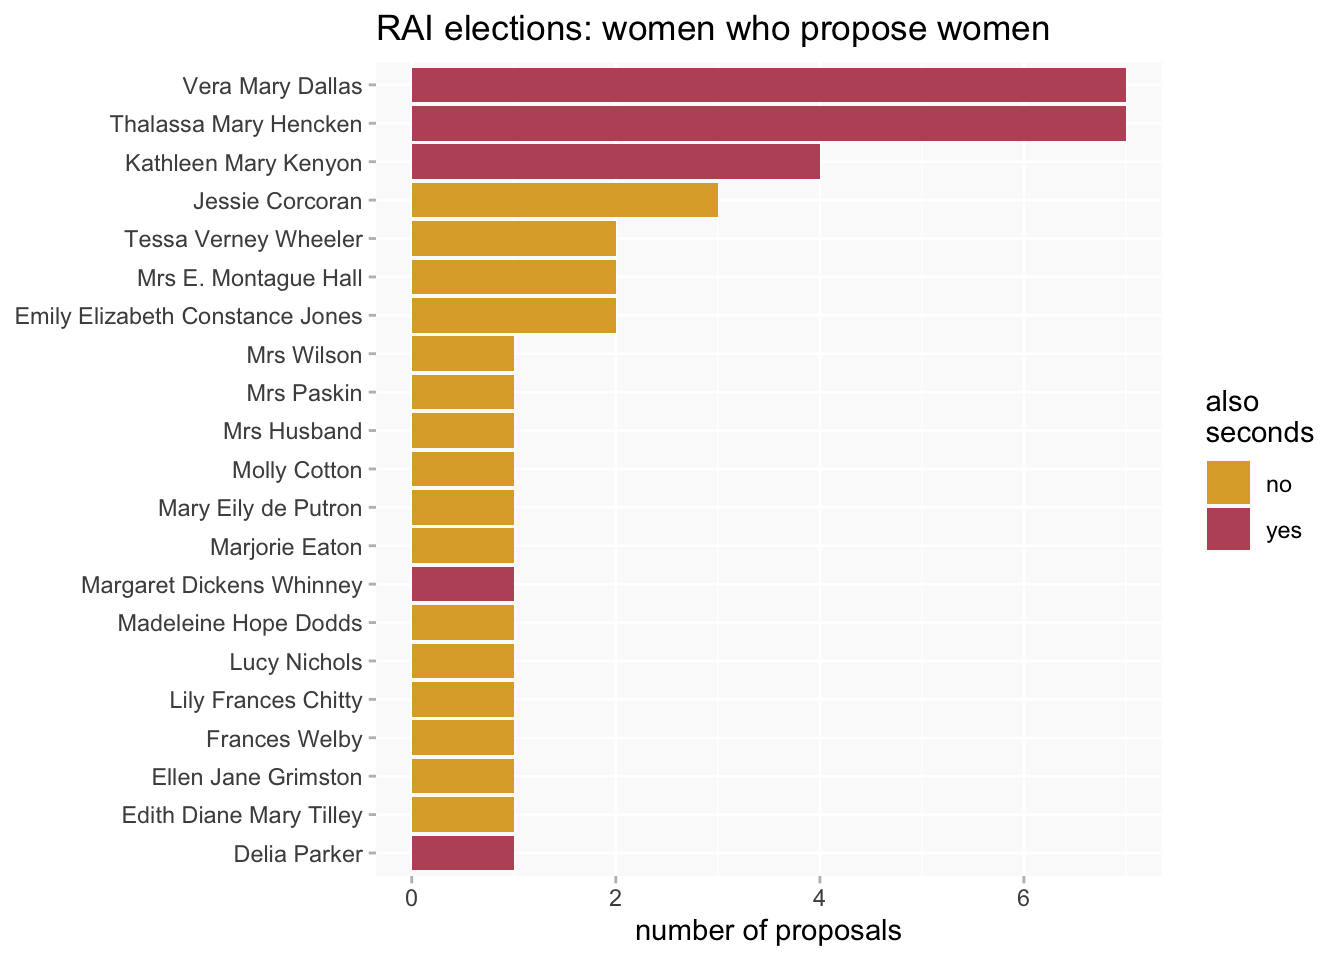 RAI elections: women who propose women
Vera Mary Dallas
Thalassa Mary Hencken
Kathleen Mary Kenyon
Jessie Corcoran
Tessa Verney Wheeler
Mrs E. Montague Hall
Emily Elizabeth Constance Jones
Mrs Wilson
Mrs Paskin
Mrs Husband
Molly Cotton
Mary Eily de Putron
Marjorie Eaton
Margaret Dickens Whinney
Madeleine Hope Dodds
Lucy Nichols
Lily Frances Chitty
Frances Welby
Ellen Jane Grimston
Edith Diane Mary Tilley
Delia Parker
0 2 4 6
number of proposals
also
seconds
no
yes